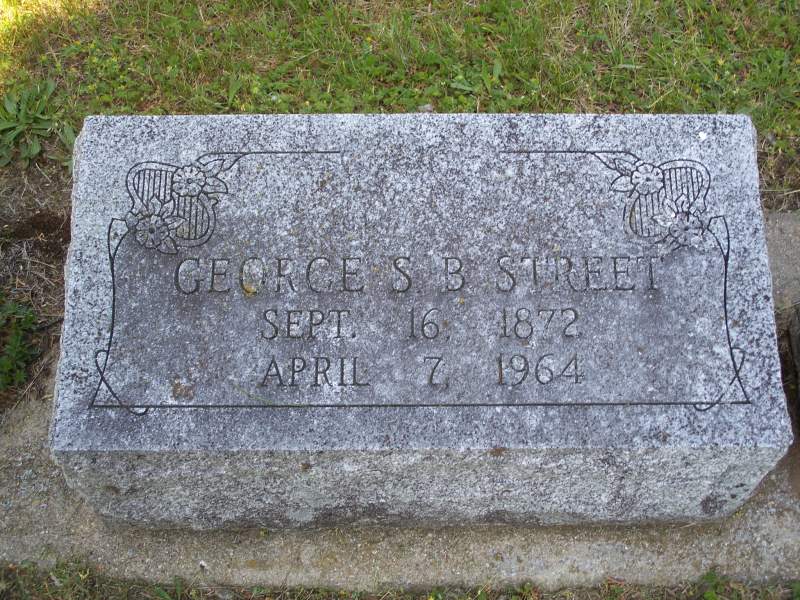 GEORGE S. B. STREET
SEPT. 16, 1872
APRIL 7, 1964